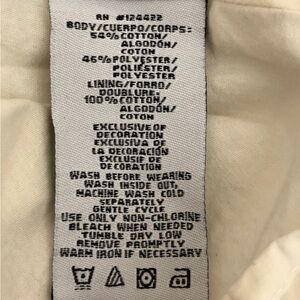 RN #124422
BODY/CUERPO/CORPS:
54% COTTON/
ALGODÓN/
COTON
46% POLYESTER/
POLIESTER/
POLYESTER
LINING/FORRO/
DOUBLURE:
100% COTTON/
ALGODÓN/
COTON
EXCLUSIVE OF
DECORATION
EXCLUSIVA DE
LA DECORACIÓN
EXCLUSIF DE
DECORATION
WASH BEFORE WEARING
WASH INSIDE OUT,
MACHINE WASH COLD
SEPARATELY
GENTLE CYCLE
USE ONLY NON-CHLORINE
BLEACH WHEN NEEDED
TUMBLE DRY LOW
REMOVE PROMPTLY
WARM IRON IF NECESSARY